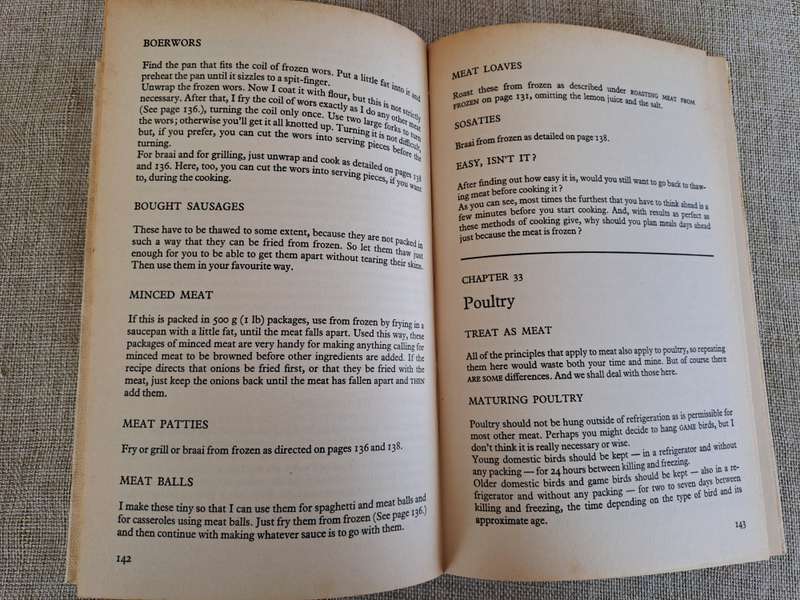 BOERWORS
Find the pan that fits the coil of frozen wors. Put a little fat into it and
preheat the pan until it sizzles to a spit-finger.
Unwrap the frozen wors. Now I coat it with flour, but this is not strictly
necessary. After that, I fry the coil of wors exactly as I do any other meat
(See page 136.), turning the coil only once. Use two large forks to turn
the wors; otherwise you'll get it all knotted up. Turning it is not difficult,
but, if you prefer, you can cut the wors into serving pieces before the
turning.
For braai and for grilling, just unwrap and cook as detailed on pages 138
and 136. Here, too, you can cut the wors into serving pieces, if you want
to, during the cooking.
BOUGHT SAUSAGES
These have to be thawed to some extent, because they are not packed in
such a way that they can be fried from frozen. So let them thaw just
enough for you to be able to get them apart without tearing their skins.
Then use them in your favourite way.
MINCED MEAT
If this is packed in 500 g (1 lb) packages, use from frozen by frying in a
saucepan with a little fat, until the meat falls apart. Used this way, these
packages of minced meat are very handy for making anything calling for
minced meat to be browned before other ingredients are added. If the
recipe directs that onions be fried first, or that they be fried with the
meat, just keep the onions back until the meat has fallen apart and THEN
add them.
MEAT PATTIES
Fry or grill or braai from frozen as directed on pages 136 and 138.
MEAT BALLS
I make these tiny so that I can use them for spaghetti and meat balls and
for casseroles using meat balls. Just fry them from frozen (See page 136.)
and then continue with making whatever sauce is to go with them.
142
MEAT LOAVES
Roast these from frozen as described under ROASTING MEAT FROM
FROZEN on page 131, omitting the lemon juice and the salt.
SOSATIES
Braai from frozen as detailed on page 138.
EASY, ISN'T IT?
After finding out how easy it is, would you still want to go back to thaw-
ing meat before cooking it?
As you can see, most times the furthest that you have to think ahead is a
few minutes before you start cooking. And, with results as perfect as
these methods of cooking give, why should you plan meals days ahead
just because the meat is frozen?
CHAPTER 33
Poultry
TREAT AS MEAT
All of the principles that apply to meat also apply to poultry, so repeating
them here would waste both your time and mine. But of course there
ARE SOME differences. And we shall deal with those here.
MATURING POULTRY
Poultry should not be hung outside of refrigeration as is permissible for
most other meat. Perhaps you might decide to hang GAME birds, but I
don't think it is really necessary or wise.
Young domestic birds should be kept — in a refrigerator and without
any packing — for 24 hours between killing and freezing.
Older domestic birds and game birds should be kept — also in a re-
frigerator and without any packing — for two to seven days between
killing and freezing, the time depending on the type of bird and its
approximate age.
143